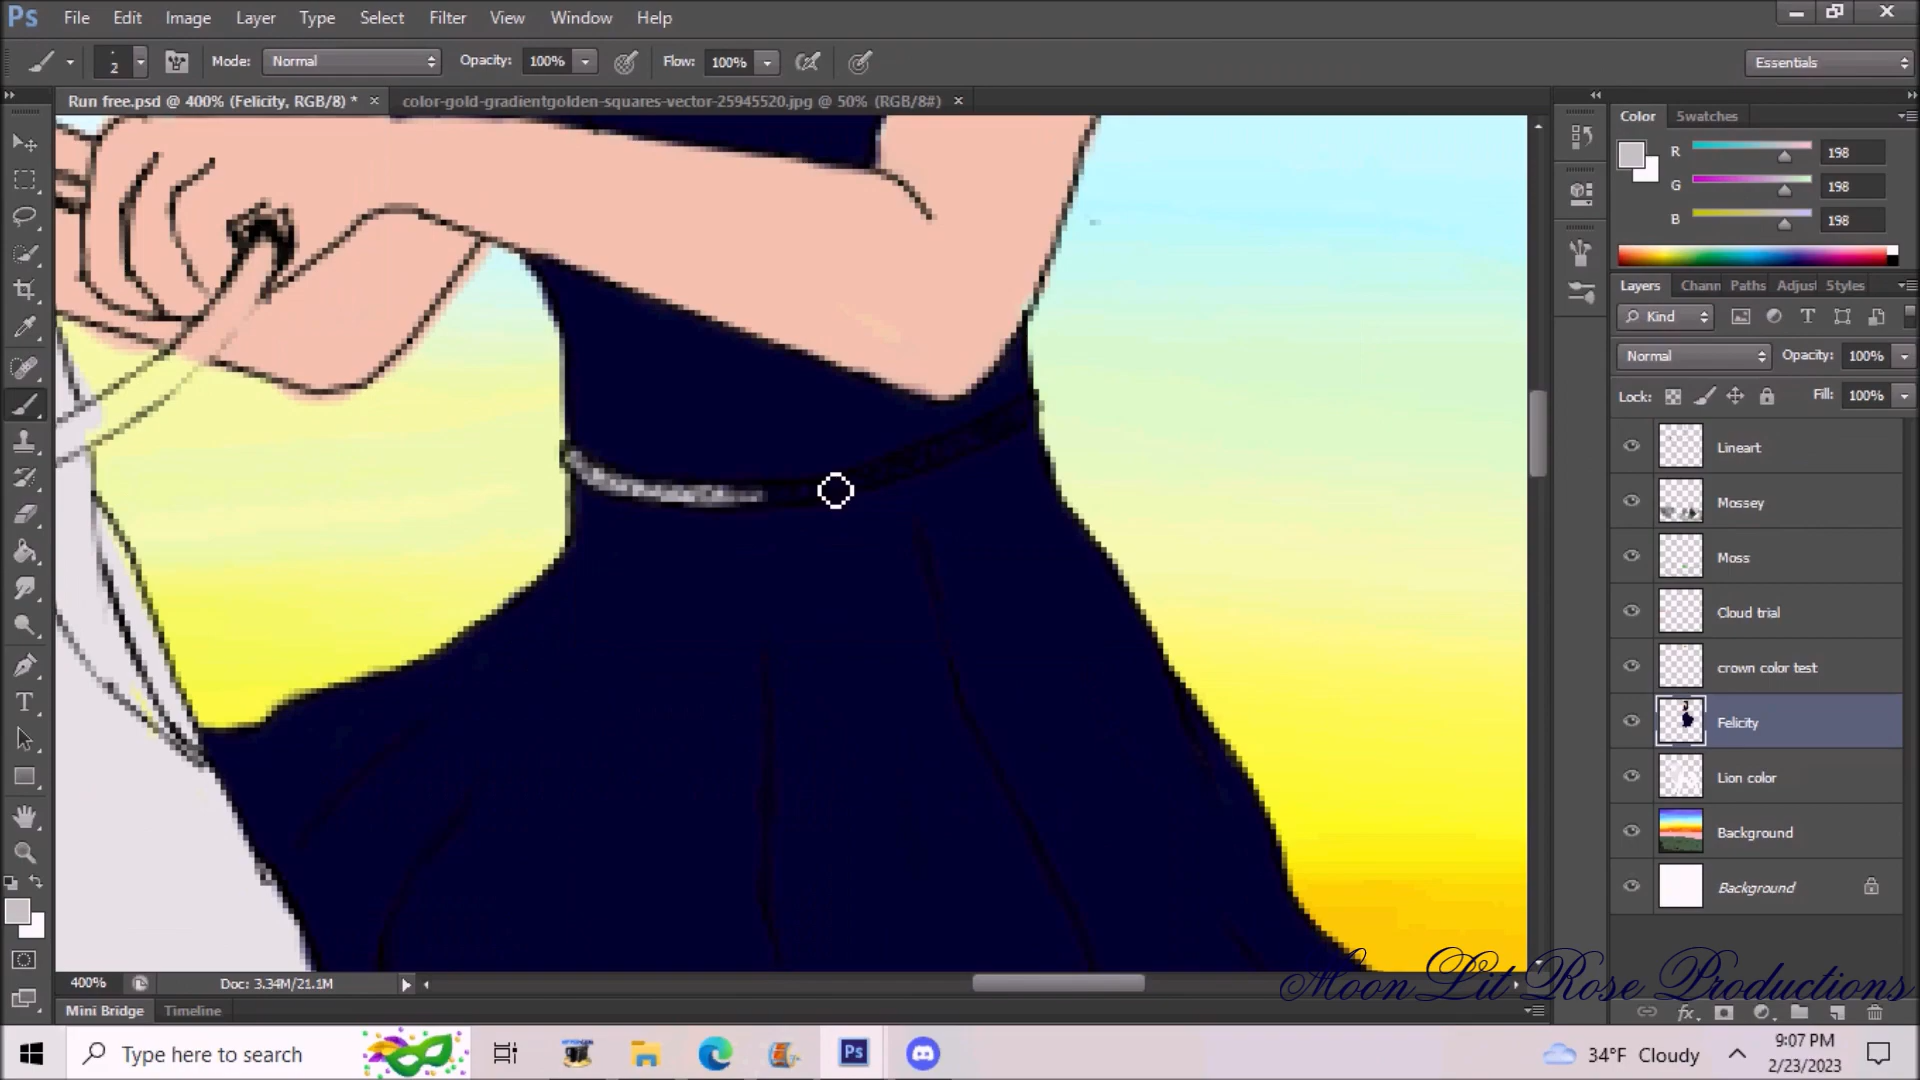 Ps File Edit Image Layer Type Select Filter View Window Help
2 Mode: Normal Opacity: 100% Flow: 100% Essentials
Run free.psd @ 400% (Felicity, RGB/8) * × color-gold-gradientgolden-squares-vector-25945520.jpg @ 50% (RGB/8#) ×
Color Swatches
R 198
G 198
B 198
Layers Chann Paths Adjus Styles
Kind
Normal Opacity: 100%
Lock: Fill: 100%
Lineart
Mossey
Moss
Cloud trial
crown color test
Felicity
Lion color
Background
Background
MoonLit Rose Productions
400% Doc: 3.34M/21.1M
Mini Bridge Timeline
Type here to search
Ps
34°F Cloudy
9:07 PM
2/23/2023